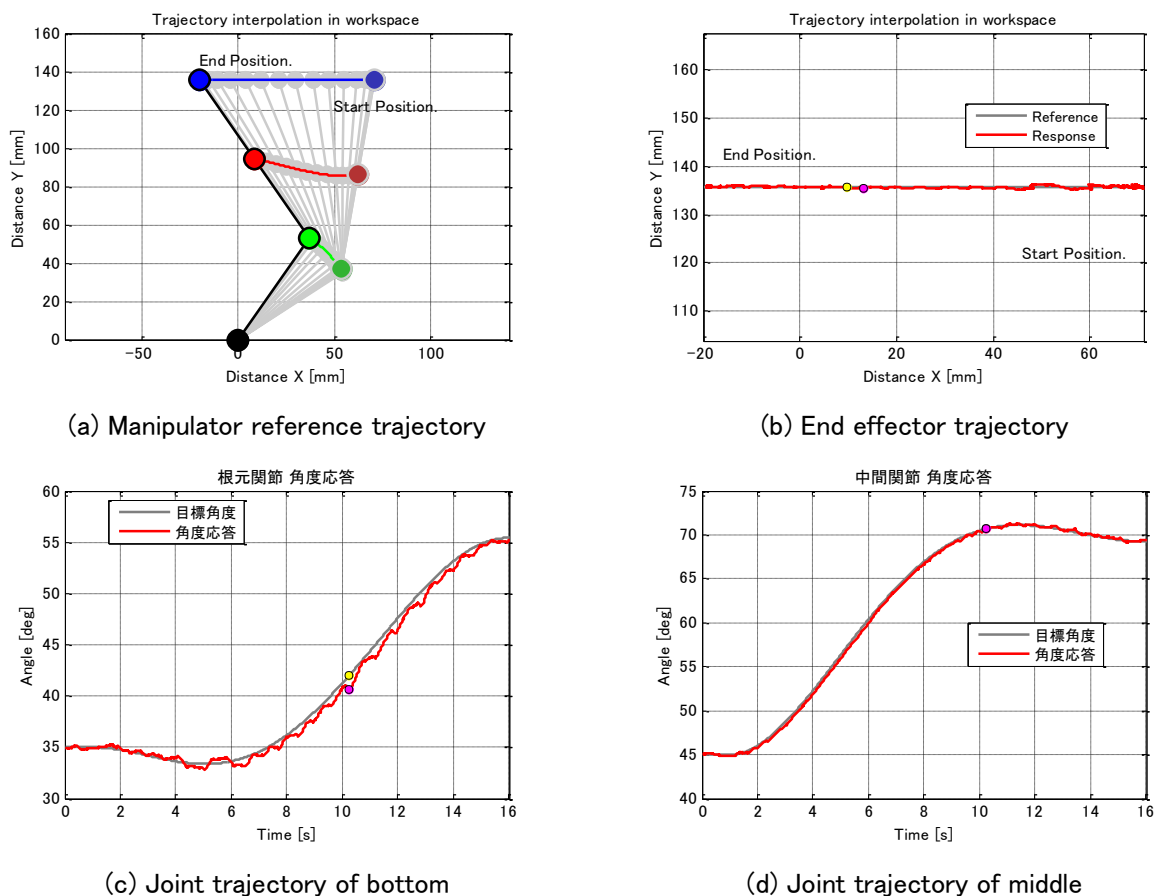 Trajectory interpolation in workspace
160
140
120
100
80
60
40
20
0
Distance Y [mm]
End Position.
Start Position.
-50
0
50
100
Distance X [mm]
(a) Manipulator reference trajectory
Trajectory interpolation in workspace
160
150
140
130
120
110
Distance Y [mm]
Reference
Response
End Position.
Start Position.
-20
0
20
40
60
Distance X [mm]
(b) End effector trajectory
根元関節 角度応答
60
55
50
45
40
35
30
Angle [deg]
目標角度
角度応答
0
2
4
6
8
10
12
14
16
Time [s]
(c) Joint trajectory of bottom
中間関節 角度応答
75
70
65
60
55
50
45
40
Angle [deg]
目標角度
角度応答
0
2
4
6
8
10
12
14
16
Time [s]
(d) Joint trajectory of middle